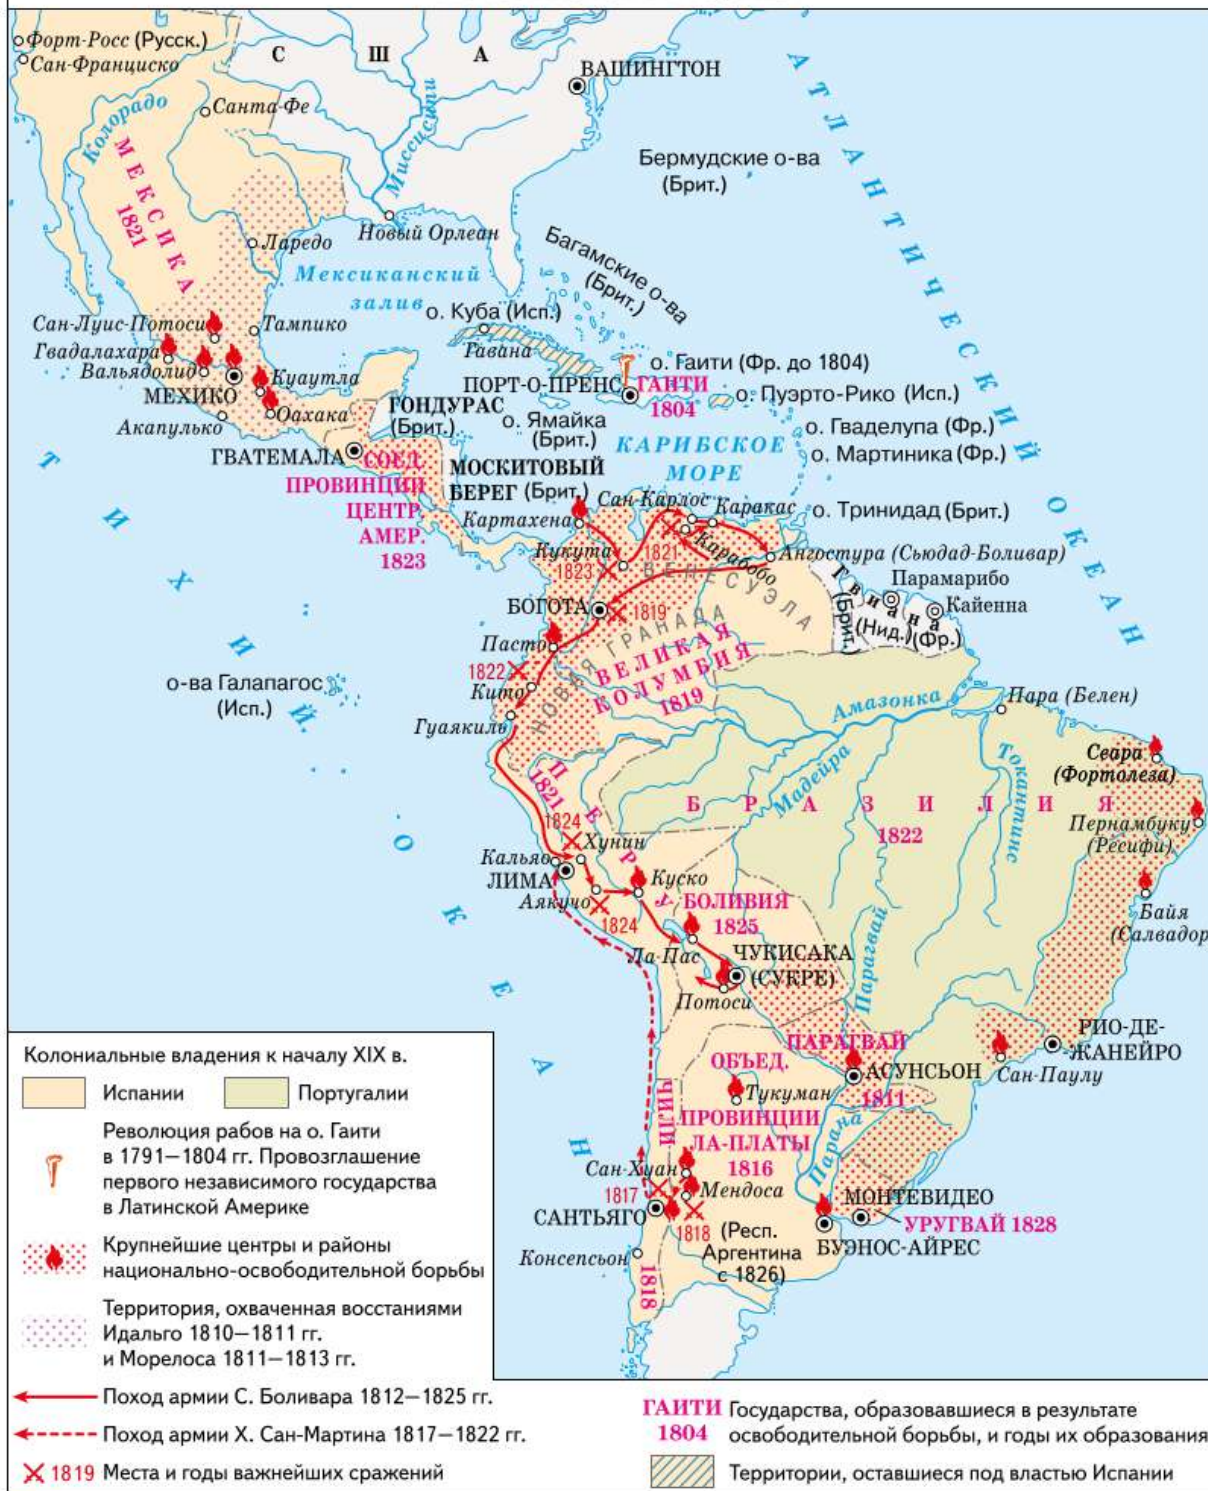 Форт-Росс (Русск.)
Сан-Франциско
С Ш А
ВАШИНГТОН
Санта-Фе
Колорадо
Миссисипи
МЕКСИКА
1821
АТЛАНТИЧЕСКИЙ ОКЕАН
Бермудские о-ва
(Брит.)
Ларедо
Новый Орлеан
Мексиканский
залив
Багамские о-ва
(Брит.)
о. Куба (Исп.)
Сан-Луис-Потоси
Тампико
Гвадалахара
Вальядолид
Гавана
о. Гаити (Фр. до 1804)
МЕХИКО
Куаутла
ПОРТ-О-ПРЕНС
ГАИТИ
1804
о. Пуэрто-Рико (Исп.)
Оахака
Акапулько
ГОНДУРАС
(Брит.)
о. Ямайка
(Брит.)
о. Гваделупа (Фр.)
КАРИБСКОЕ
МОРЕ
о. Мартиника (Фр.)
ГВАТЕМАЛА
СОЕД.
ПРОВИНЦИИ
ЦЕНТР.
АМЕР.
1823
МОСКИТОВЫЙ
БЕРЕГ (Брит.)
ТИХИЙ ОКЕАН
Сан-Карлос
Каракас
Картахена
о. Тринидад (Брит.)
Кукута
1821
Карабобо
1823
Ангостура (Сьюдад-Боливар)
ВЕНЕСУЭЛА
Гвиана
(Брит.)
(Нид.)
(Фр.)
Парамарибо
Кайенна
БОГОТА
1819
НОВАЯ ГРАНАДА
Пасто
ВЕЛИКАЯ
КОЛУМБИЯ
1819
1822
Кито
о-ва Галапагос
(Исп.)
Гуаякиль
Амазонка
Пара (Белен)
Мадейра
Токантинс
Сеара
(Форталеза)
ПЕРУ
1821
БРАЗИЛИЯ
1822
Пернамбуку
(Ресифи)
1824
Хунин
Кальяо
ЛИМА
Аякучо
1824
Куско
БОЛИВИЯ
1825
Байя
(Сальвадор
Ла-Пас
ЧУКИСАКА
(СУКРЕ)
Потоси
Парагвай
РИО-ДЕ-
-ЖАНЕЙРО
ПАРАГВАЙ
АСУНСЬОН
1811
Сан-Паулу
ОБЪЕД.
Тукуман
ПРОВИНЦИИ
ЛА-ПЛАТЫ
1816
Парана
ЧИЛИ
1818
Сан-Хуан
1817
Мендоса
САНТЬЯГО
1818
(Респ.
Аргентина
с 1826)
МОНТЕВИДЕО
УРУГВАЙ 1828
БУЭНОС-АЙРЕС
Консепсьон
Колониальные владения к началу XIX в.
Испании
Португалии
Революция рабов на о. Гаити
в 1791–1804 гг. Провозглашение
первого независимого государства
в Латинской Америке
Крупнейшие центры и районы
национально-освободительной борьбы
Территория, охваченная восстаниями
Идальго 1810–1811 гг.
и Морелоса 1811–1813 гг.
Поход армии С. Боливара 1812–1825 гг.
Поход армии Х. Сан-Мартина 1817–1822 гг.
1819 Места и годы важнейших сражений
ГАИТИ
1804
Государства, образовавшиеся в результате
освободительной борьбы, и годы их образования
Территории, оставшиеся под властью Испании